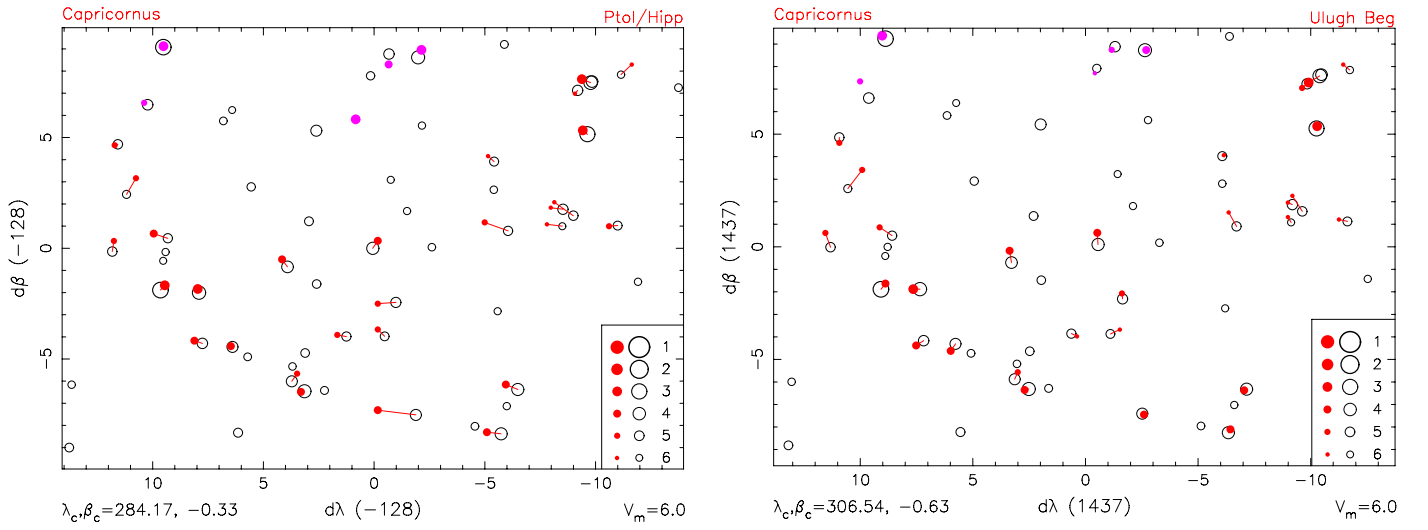 Capricornus Ptol/Hipp
5
0
−5
dβ (−128)
1
2
3
4
5
6
10 5 0 −5 −10
λc,βc=284.17, −0.33 dλ (−128) Vm=6.0
Capricornus Ulugh Beg
5
0
−5
dβ (1437)
1
2
3
4
5
6
10 5 0 −5 −10
λc,βc=306.54, −0.63 dλ (1437) Vm=6.0